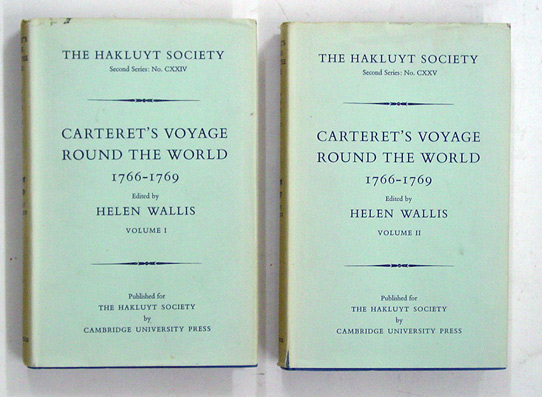 THE HAKLUYT SOCIETY
Second Series: No. CXXIV
CARTERET'S VOYAGE
ROUND THE WORLD
1766–1769
Edited by
HELEN WALLIS
VOLUME I
Published for
THE HAKLUYT SOCIETY
by
CAMBRIDGE UNIVERSITY PRESS
THE HAKLUYT SOCIETY
Second Series: No. CXXV
CARTERET'S VOYAGE
ROUND THE WORLD
1766–1769
Edited by
HELEN WALLIS
VOLUME II
Published for
THE HAKLUYT SOCIETY
by
CAMBRIDGE UNIVERSITY PRESS